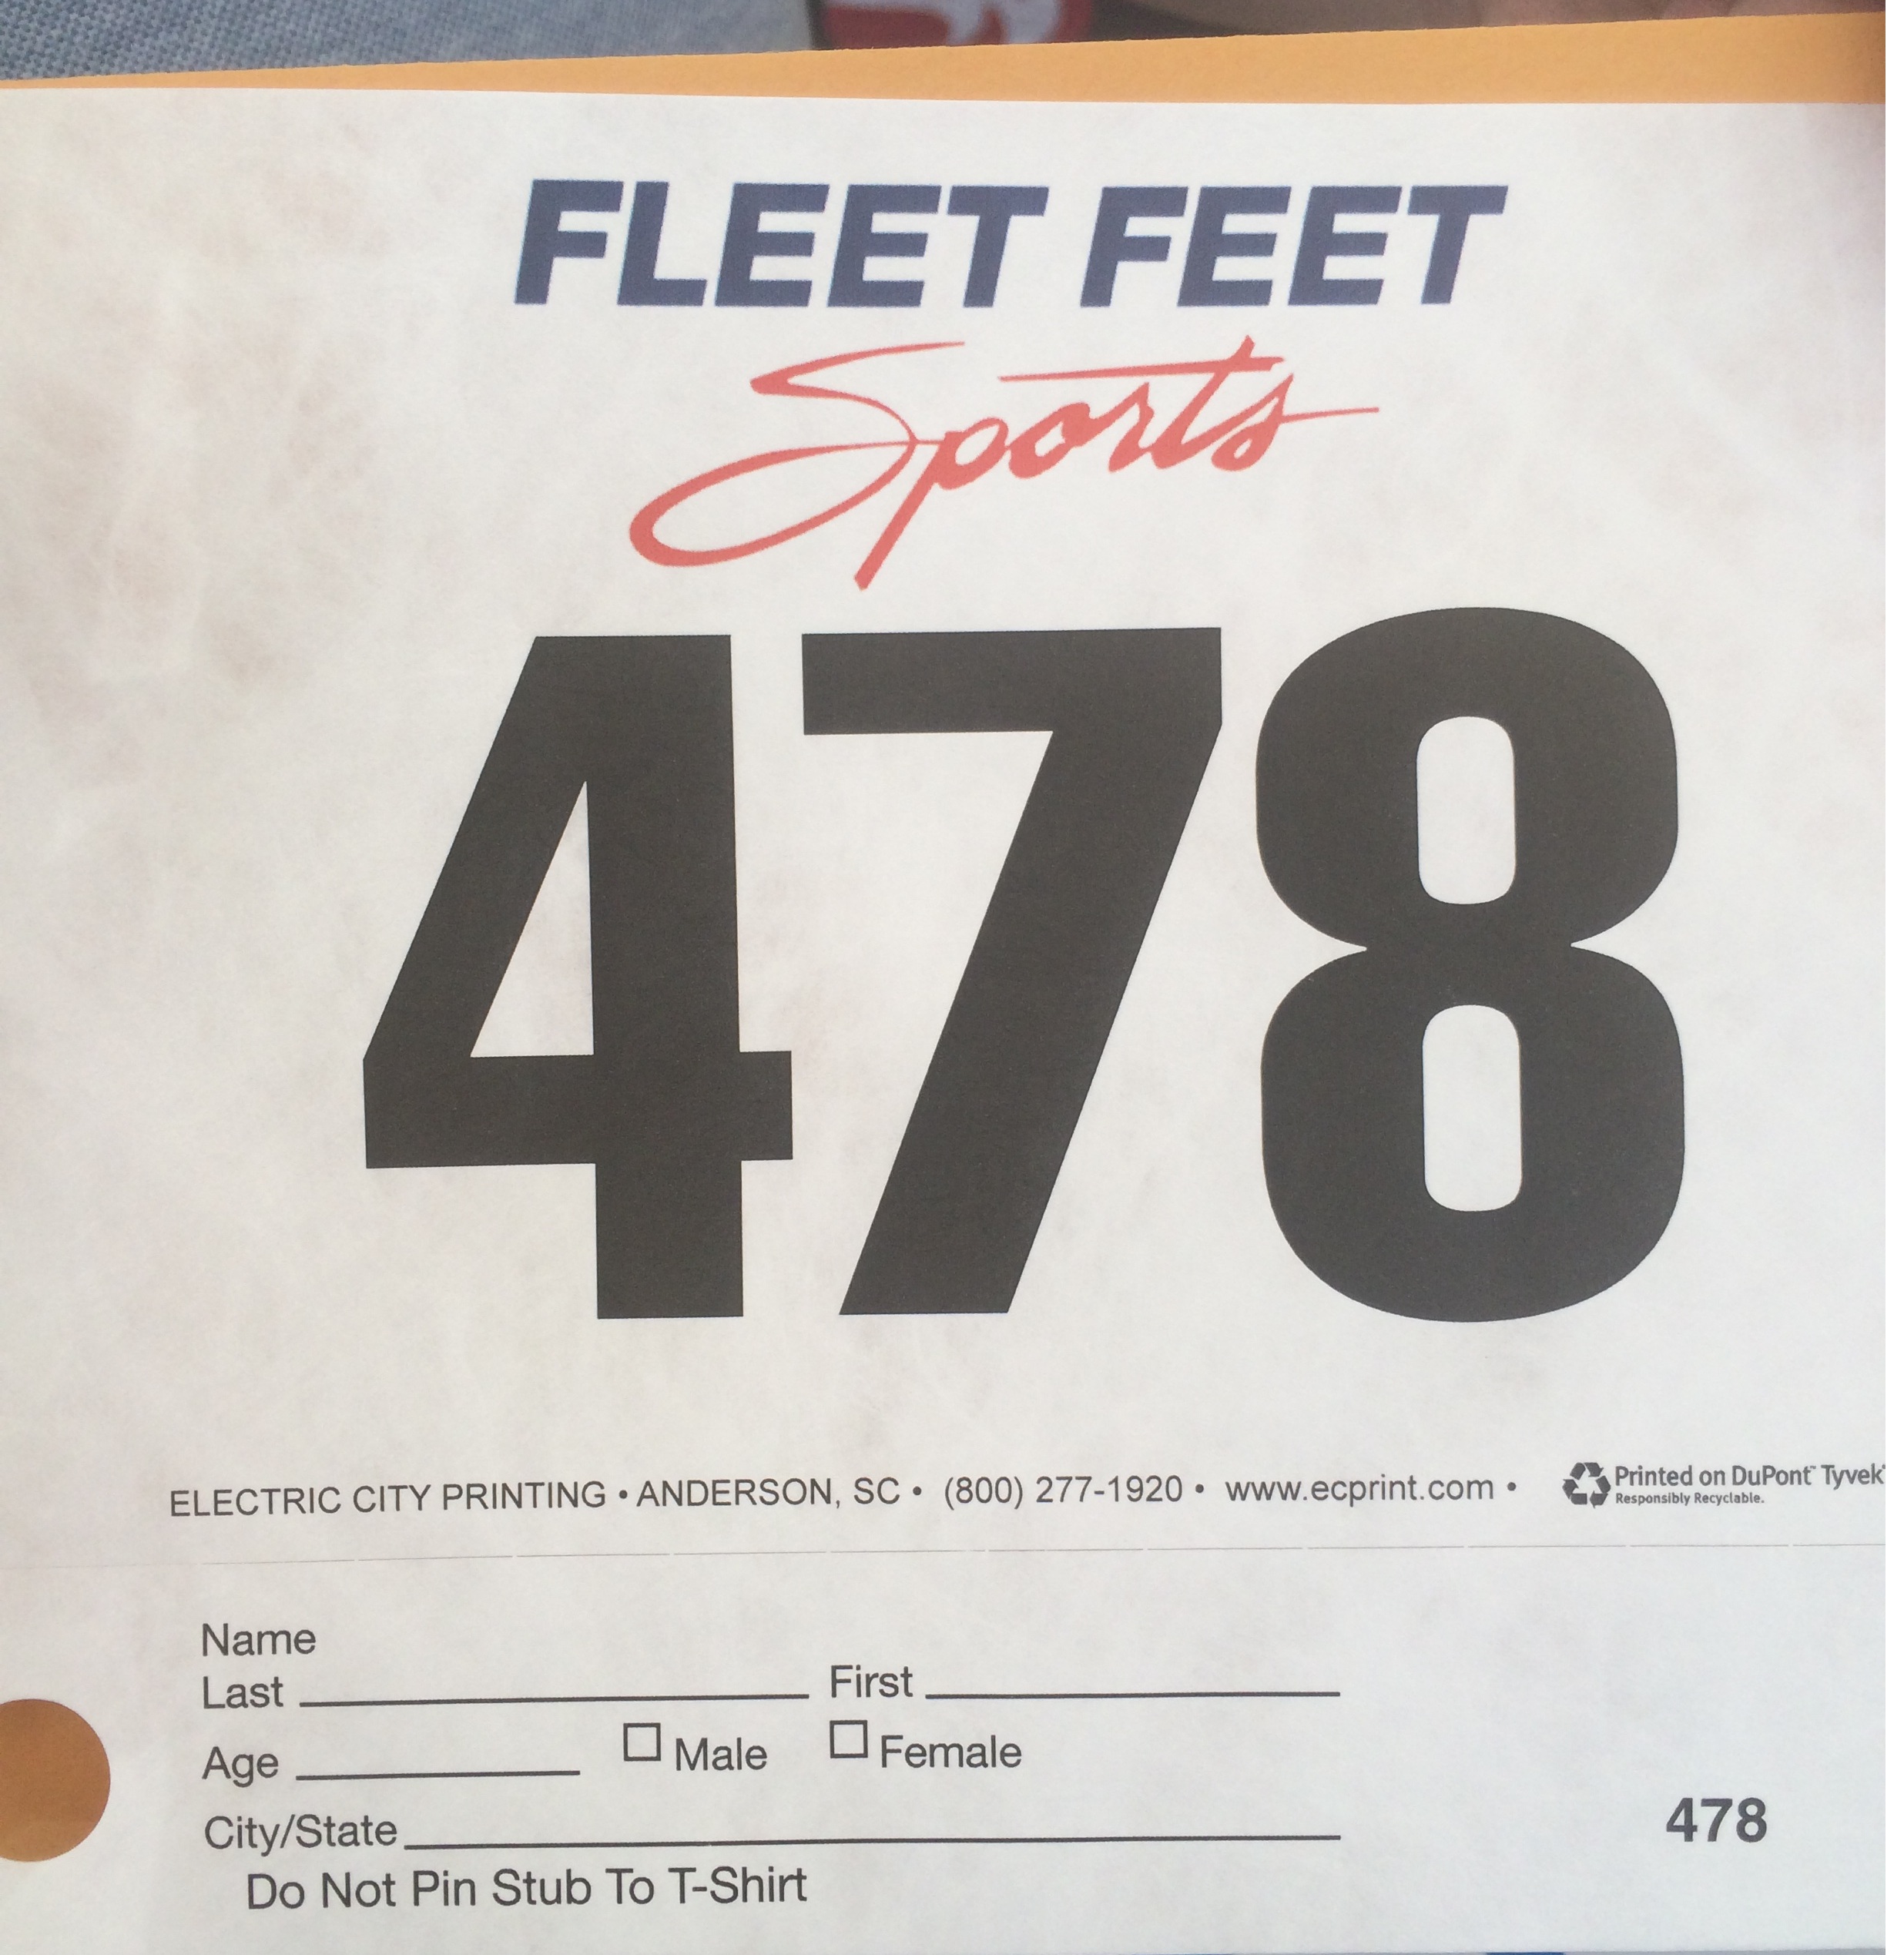 FLEET FEET
Sports
478
ELECTRIC CITY PRINTING • ANDERSON, SC • (800) 277-1920 • www.ecprint.com • Printed on DuPont™ Tyvek
Responsibly Recyclable.
Name
Last First
Age Male Female
City/State
478
Do Not Pin Stub To T-Shirt